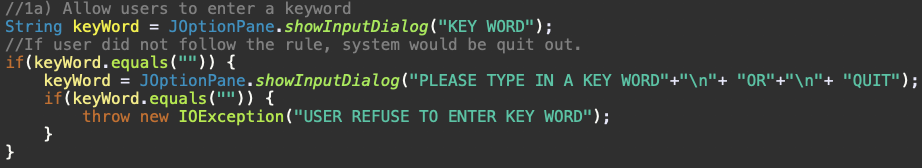 //1a) Allow users to enter a keyword
String keyWord = JOptionPane.showInputDialog("KEY WORD");
//If user did not follow the rule, system would be quit out.
if(keyWord.equals("")) {
    keyWord = JOptionPane.showInputDialog("PLEASE TYPE IN A KEY WORD"+"\n"+ "OR"+"\n"+ "QUIT");
    if(keyWord.equals("")) {
        throw new IOException("USER REFUSE TO ENTER KEY WORD");
    }
}